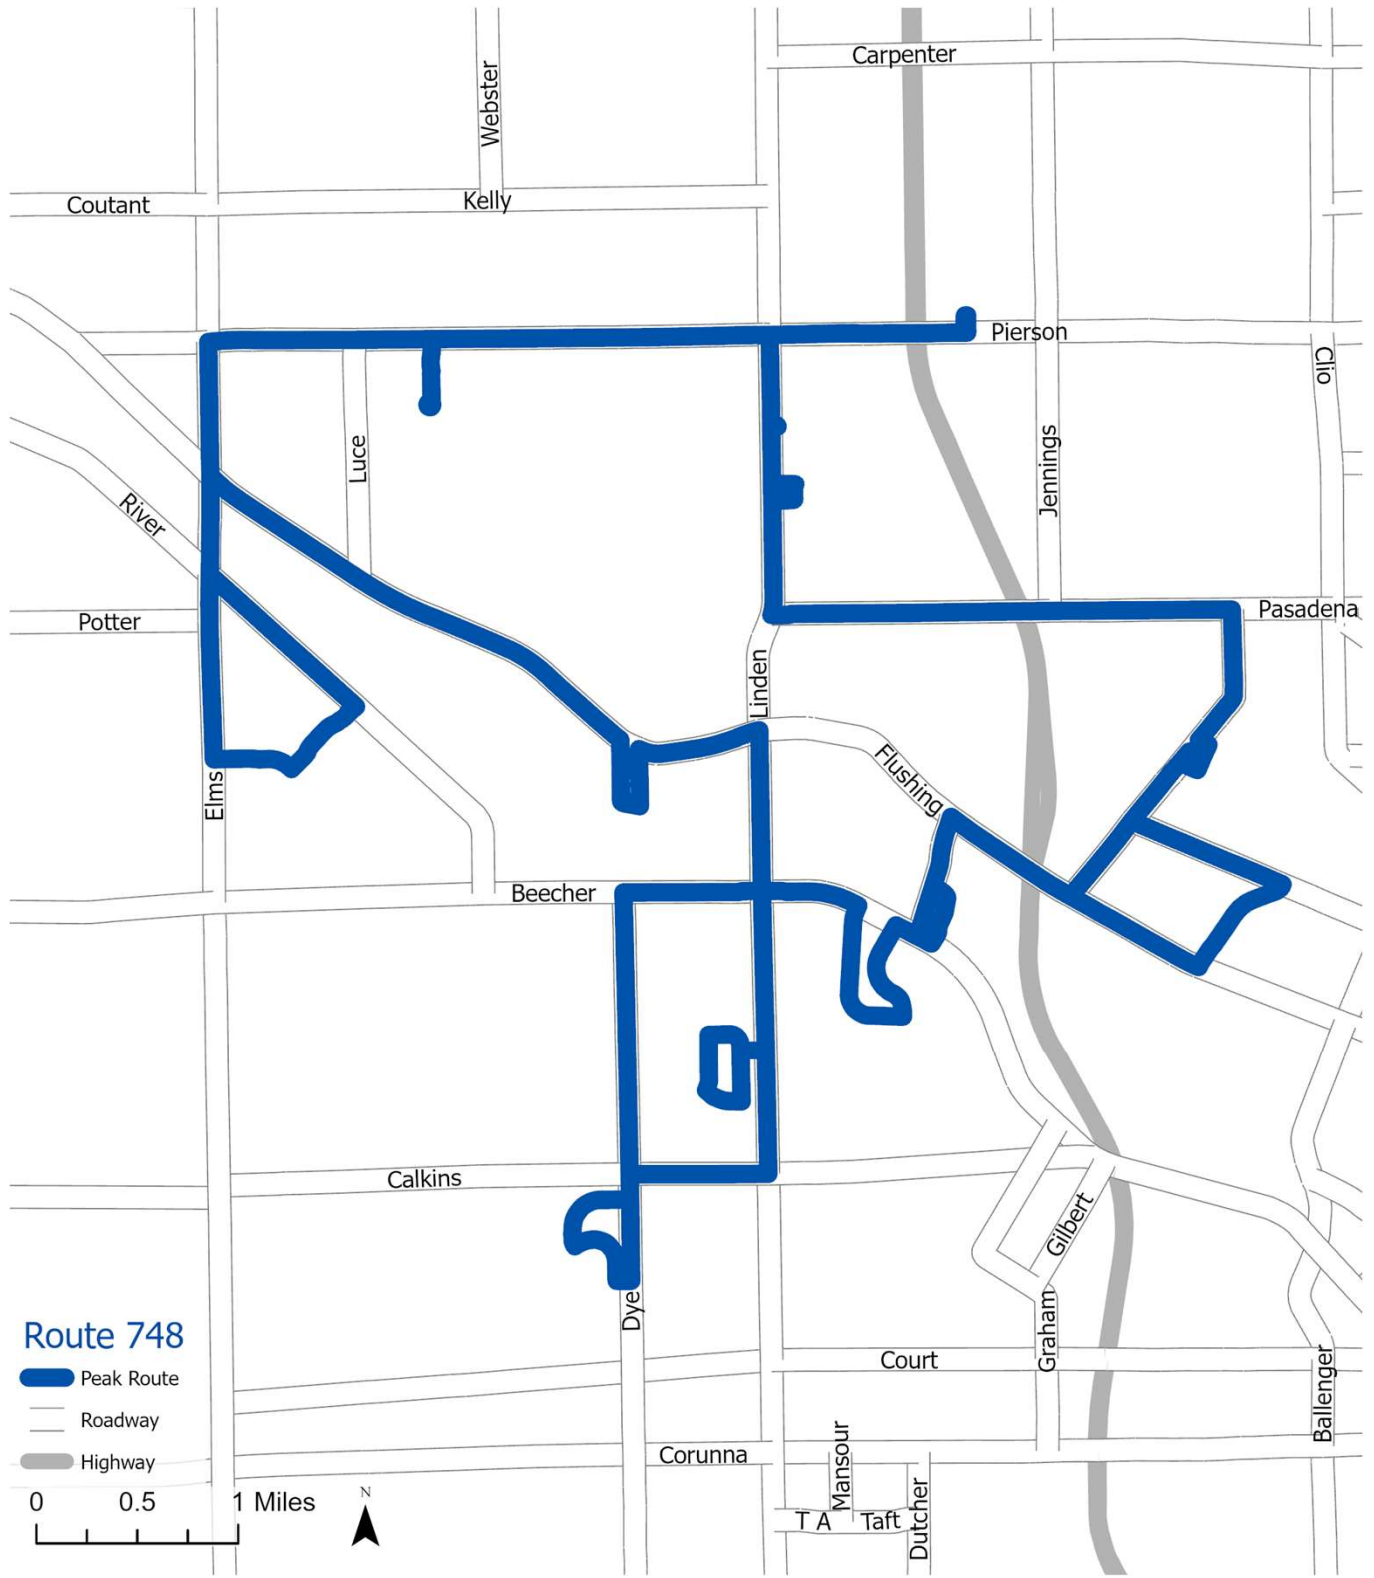 Carpenter
Webster
Coutant
Kelly
Pierson
Clio
Luce
Jennings
River
Potter
Pasadena
Linden
Flushing
Elms
Beecher
Calkins
Gilbert
Dye
Graham
Route 748
Peak Route
Court
Ballenger
Roadway
Mansour
Corunna
Highway
N
0 0.5 1 Miles
T A Taft
Dutcher